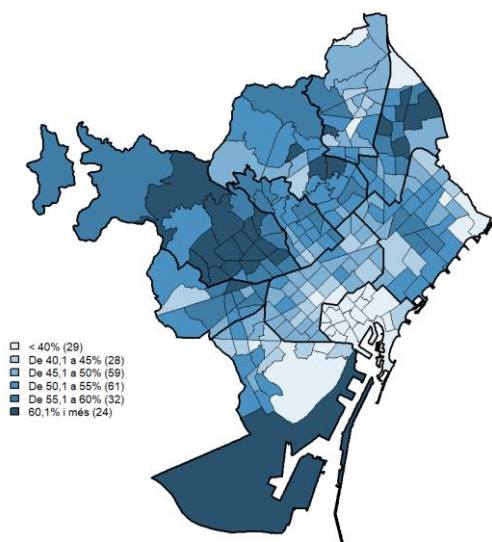 < 40% (29)
De 40,1 a 45% (28)
De 45,1 a 50% (59)
De 50,1 a 55% (61)
De 55,1 a 60% (32)
60,1% i més (24)